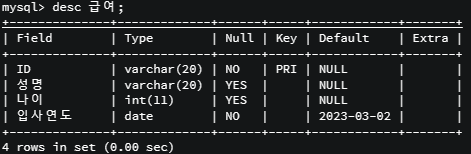 mysql> desc 급여;
+----------+-------------+------+-----+------------+-------+
| Field | Type | Null | Key | Default | Extra |
+----------+-------------+------+-----+------------+-------+
| ID | varchar(20) | NO | PRI | NULL | |
| 성명 | varchar(20) | YES | | NULL | |
| 나이 | int(11) | YES | | NULL | |
| 입사연도 | date | NO | | 2023-03-02 | |
+----------+-------------+------+-----+------------+-------+
4 rows in set (0.00 sec)